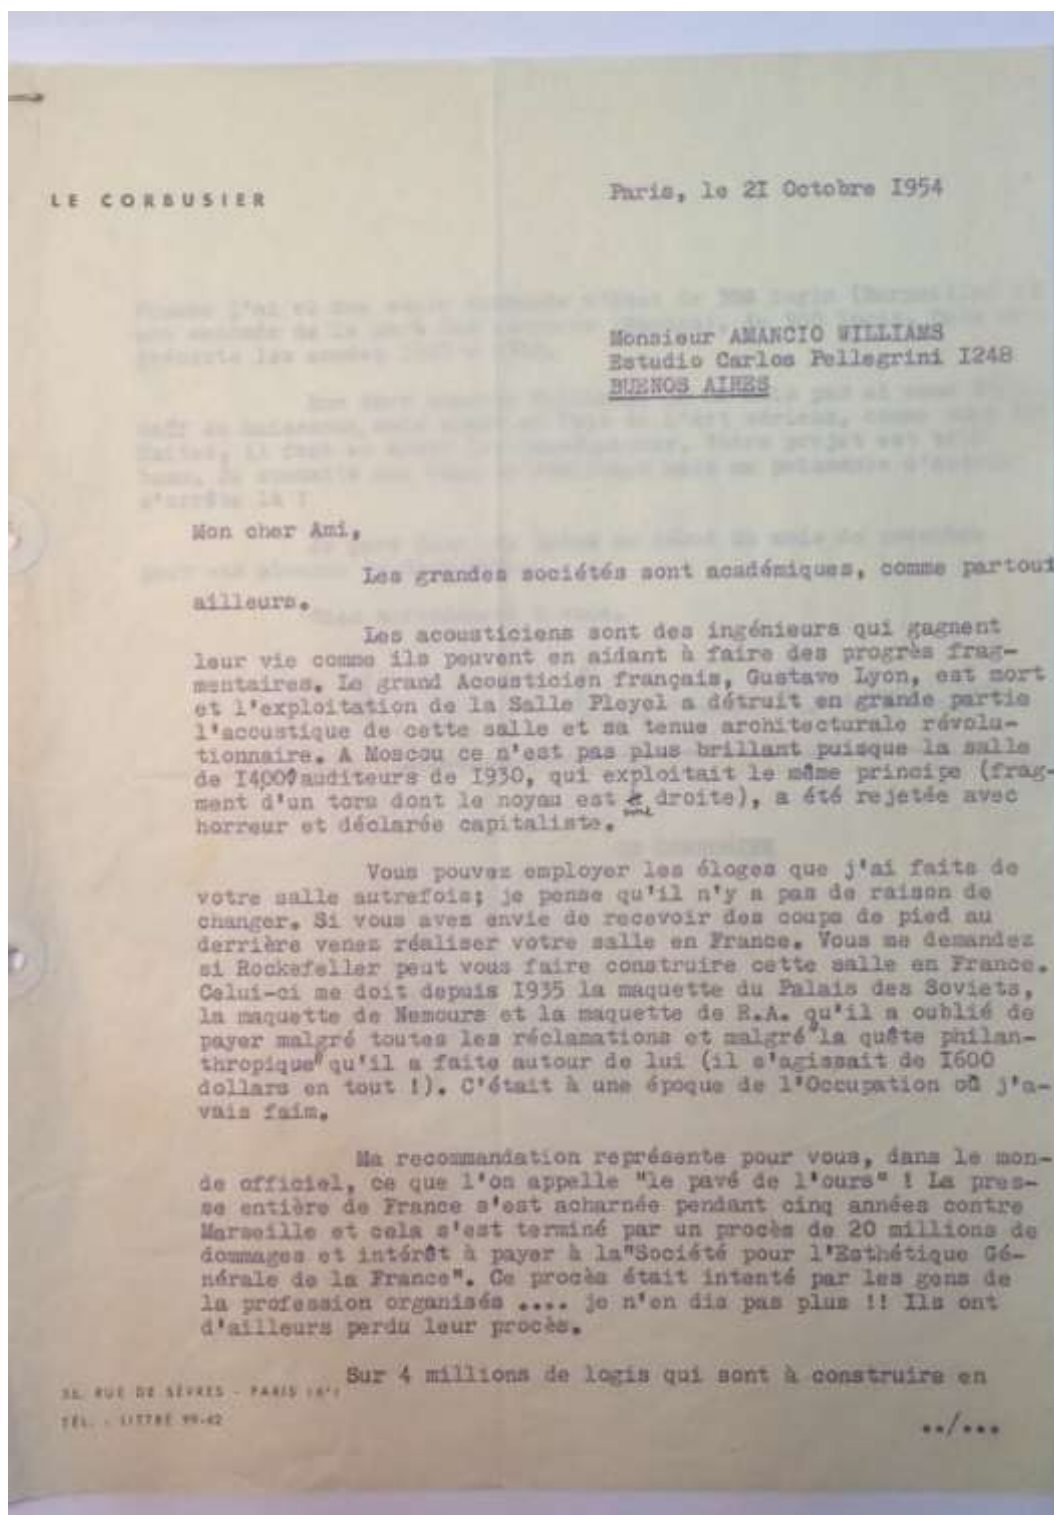 LE CORBUSIER
Paris, le 2I Octobre I954
Monsieur AMANCIO WILLIAMS
Estudio Carlos Pellegrini I248
BUENOS AIRES
Mon cher Ami,
Les grandes sociétés sont académiques, comme partout
ailleurs.
Les acousticiens sont des ingénieurs qui gagnent
leur vie comme ils peuvent en aidant à faire des progrès frag-
mentaires. Le grand Acousticien français, Gustave Lyon, est mort
et l'exploitation de la Salle Pleyel a détruit en grande partie
l'acoustique de cette salle et sa tenue architecturale révolu-
tionnaire. A Moscou ce n'est pas plus brillant puisque la salle
de I4000 auditeurs de I930, qui exploitait le même principe (frag-
ment d'un tore dont le noyau est droite), a été rejetée avec
horreur et déclarée capitaliste.
Vous pouvez employer les éloges que j'ai faits de
votre salle autrefois; je pense qu'il n'y a pas de raison de
changer. Si vous avez envie de recevoir des coups de pied au
derrière venez réaliser votre salle en France. Vous me demandez
si Rockefeller peut vous faire construire cette salle en France.
Celui-ci me doit depuis I935 la maquette du Palais des Soviets,
la maquette de Nemours et la maquette de R.A. qu'il a oublié de
payer malgré toutes les réclamations et malgré "la quête philan-
thropique" qu'il a faite autour de lui (il s'agissait de I600
dollars en tout !). C'était à une époque de l'Occupation où j'a-
vais faim.
Ma recommandation représente pour vous, dans le mon-
de officiel, ce que l'on appelle "le pavé de l'ours" ! La pres-
se entière de France s'est acharnée pendant cinq années contre
Marseille et cela s'est terminé par un procès de 20 millions de
dommages et intérêt à payer à la"Société pour l'Esthétique Gé-
nérale de la France". Ce procès était intenté par les gens de
la profession organisés .... je n'en dis pas plus !! Ils ont
d'ailleurs perdu leur procès.
Sur 4 millions de logis qui sont à construire en
35, RUE DE SÈVRES - PARIS (6e)
TÉL. : LITTRÉ 99-62
../...